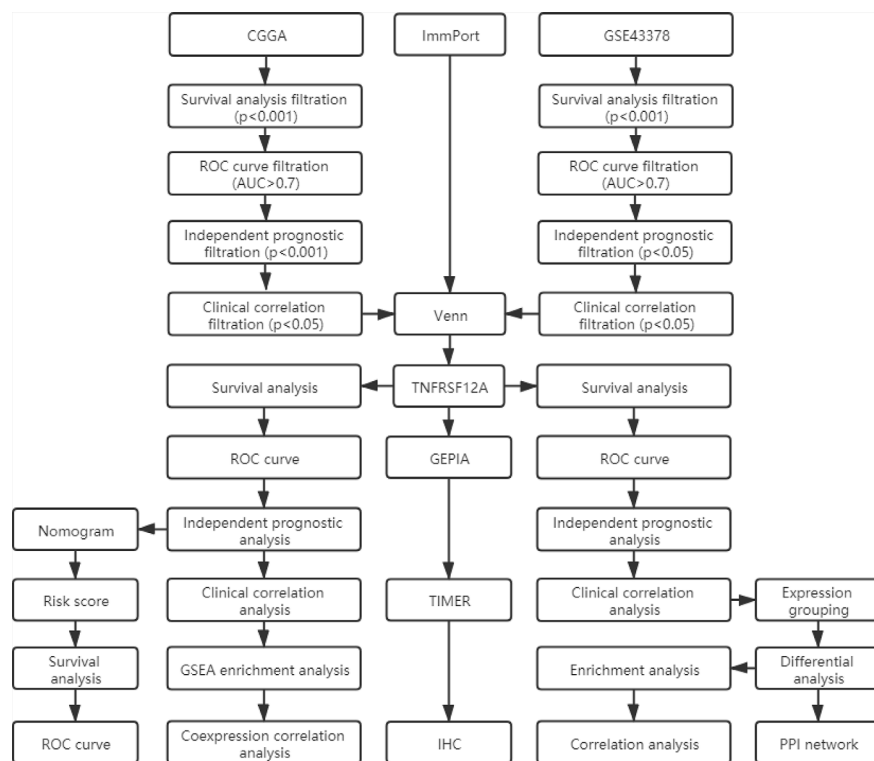 CGGA
ImmPort
GSE43378
Survival analysis filtration
(p<0.001)
Survival analysis filtration
(p<0.001)
ROC curve filtration
(AUC>0.7)
ROC curve filtration
(AUC>0.7)
Independent prognostic
filtration (p<0.001)
Independent prognostic
filtration (p<0.05)
Clinical correlation
filtration (p<0.05)
Venn
Clinical correlation
filtration (p<0.05)
Survival analysis
TNFRSF12A
Survival analysis
ROC curve
GEPIA
ROC curve
Nomogram
Independent prognostic
analysis
Independent prognostic
analysis
Risk score
Clinical correlation
analysis
TIMER
Clinical correlation
analysis
Expression
grouping
Survival
analysis
GSEA enrichment analysis
Enrichment analysis
Differential
analysis
ROC curve
Coexpression correlation
analysis
IHC
Correlation analysis
PPI network